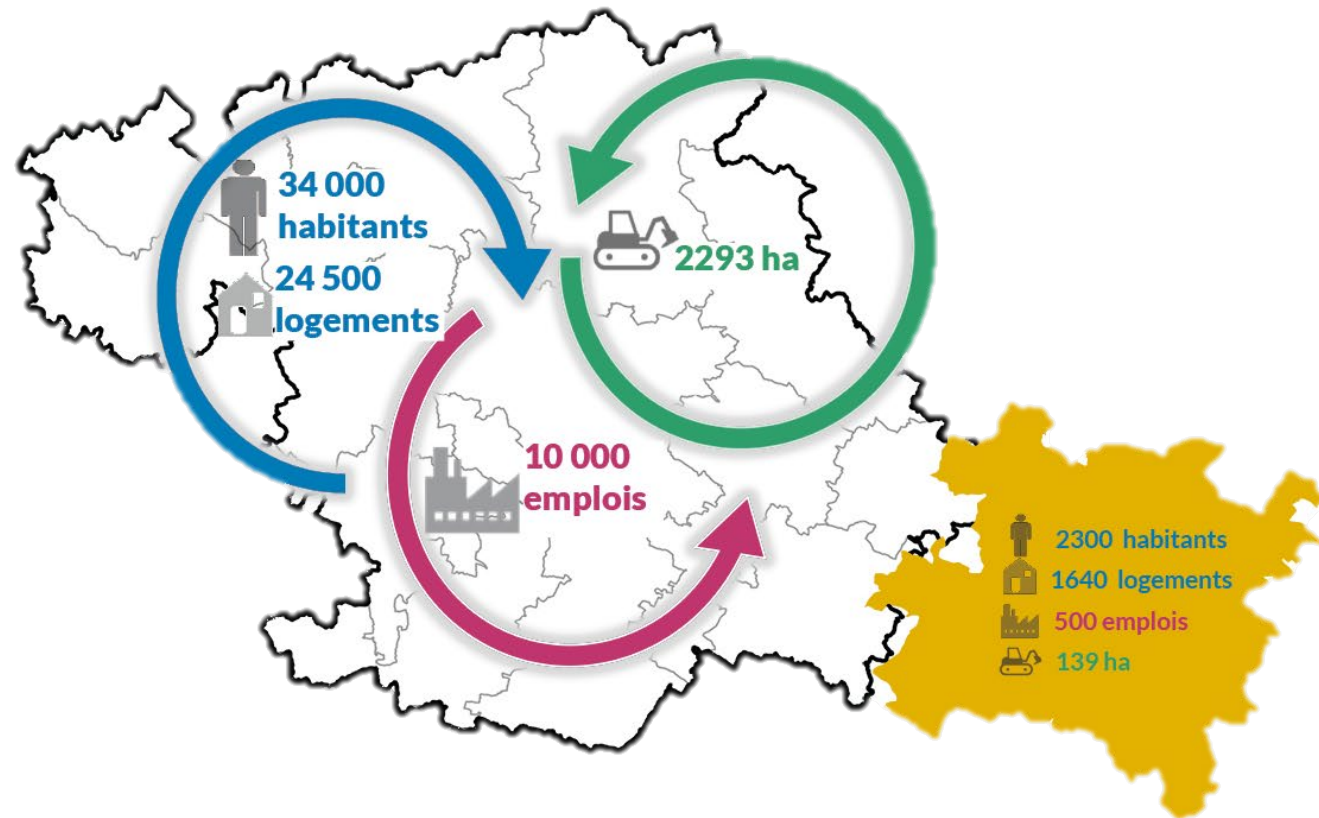 34 000
habitants
24 500
logements
2293 ha
10 000
emplois
2300 habitants
1640 logements
500 emplois
139 ha